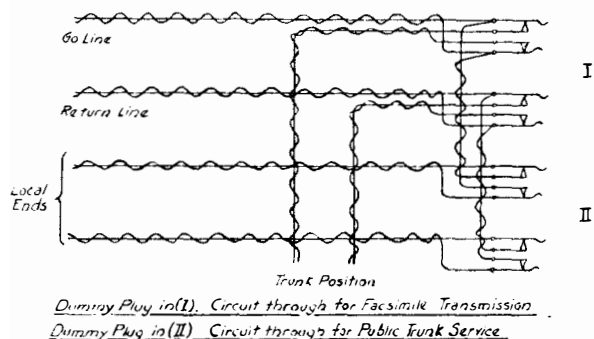 Go Line
I
Return Line
Local
Ends
II
Trunk Position
Dummy Plug in (I). Circuit through for Facsimile Transmission
Dummy Plug in (II) Circuit through for Public Trunk Service